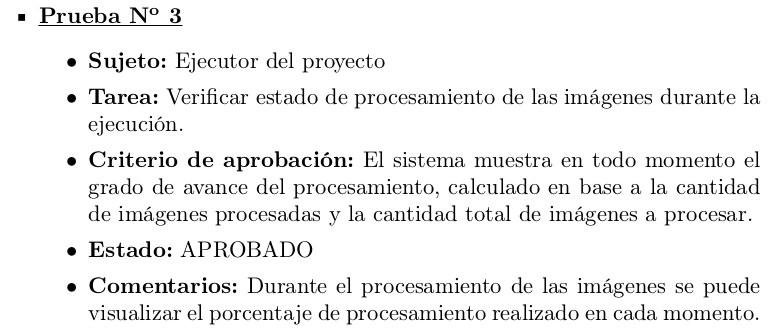 ▪ Prueba Nº 3
• Sujeto: Ejecutor del proyecto
• Tarea: Verificar estado de procesamiento de las imágenes durante la
ejecución.
• Criterio de aprobación: El sistema muestra en todo momento el
grado de avance del procesamiento, calculado en base a la cantidad
de imágenes procesadas y la cantidad total de imágenes a procesar.
• Estado: APROBADO
• Comentarios: Durante el procesamiento de las imágenes se puede
visualizar el porcentaje de procesamiento realizado en cada momento.